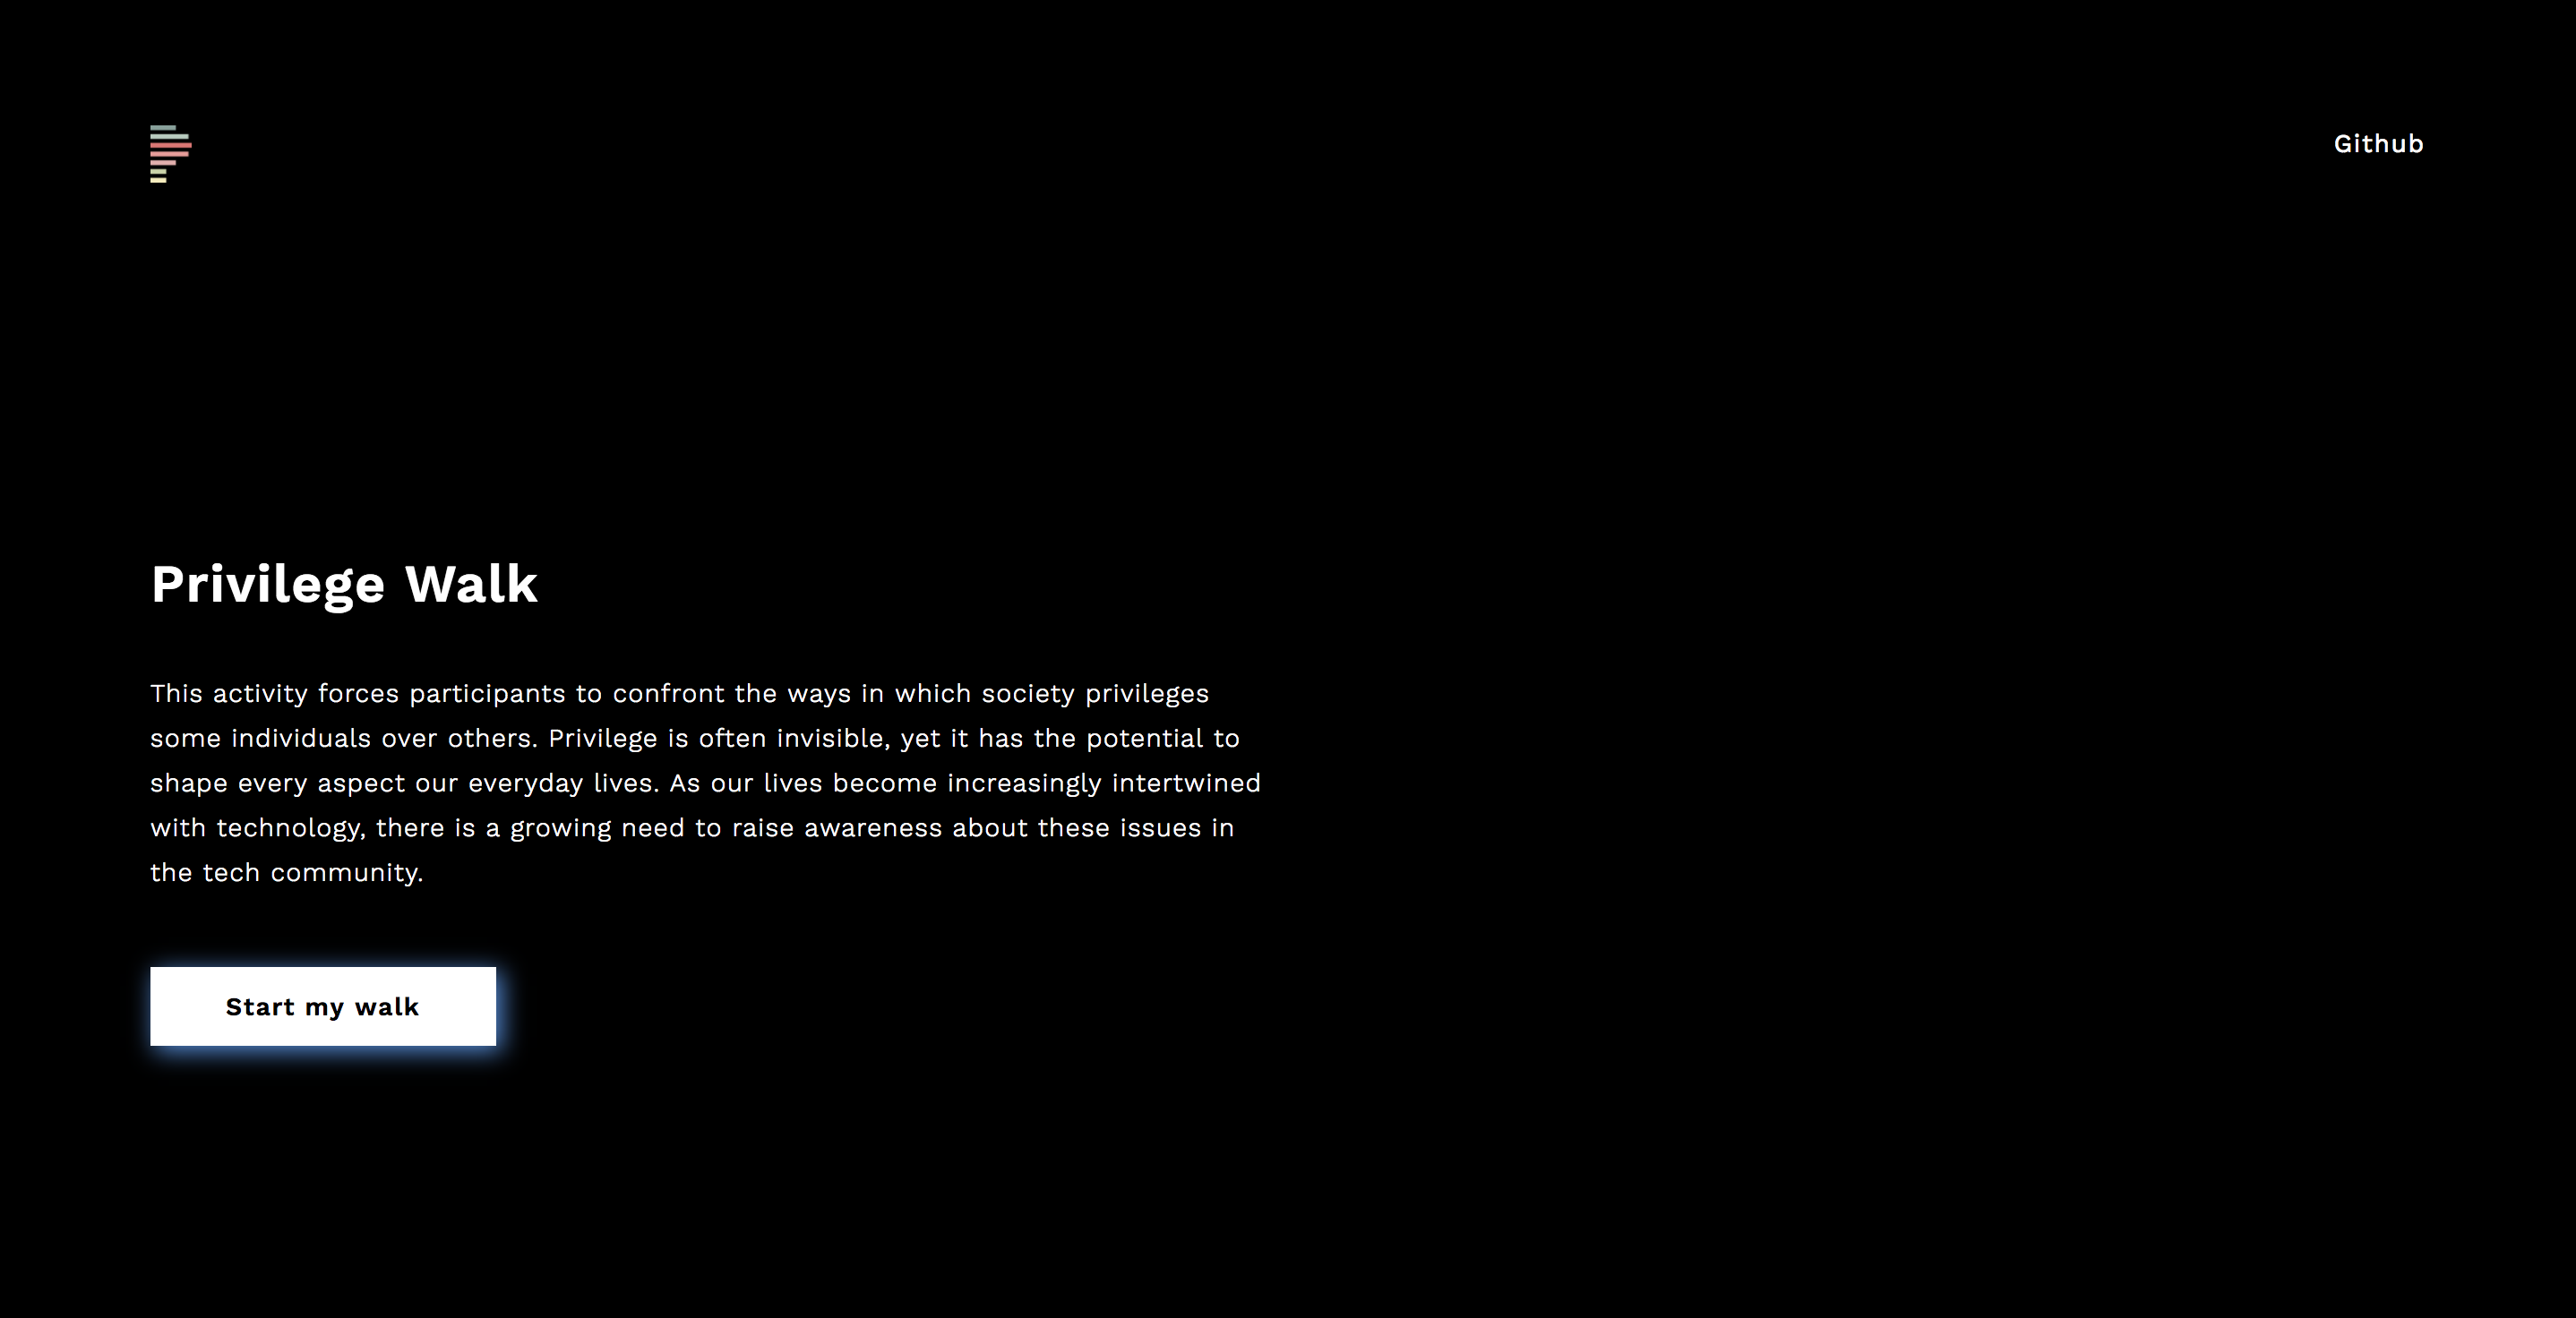 Github
Privilege Walk
This activity forces participants to confront the ways in which society privileges
some individuals over others. Privilege is often invisible, yet it has the potential to
shape every aspect our everyday lives. As our lives become increasingly intertwined
with technology, there is a growing need to raise awareness about these issues in
the tech community.
Start my walk